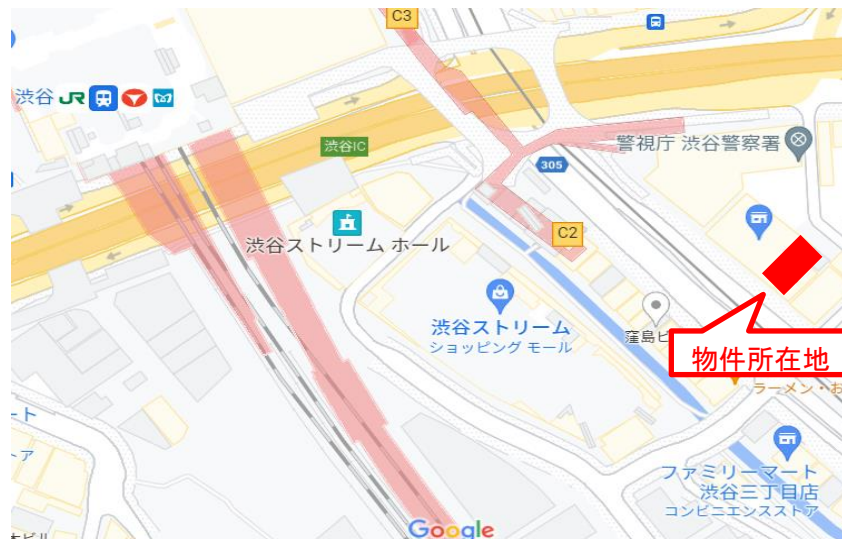 C3
渋谷 JR
渋谷IC
警視庁 渋谷警察署
305
C2
渋谷ストリーム ホール
渋谷ストリーム
ショッピング モール
窪島ビ
物件所在地
ラーメン・お
ファミリーマート
渋谷三丁目店
コンビニエンスストア
ート
ア
Google